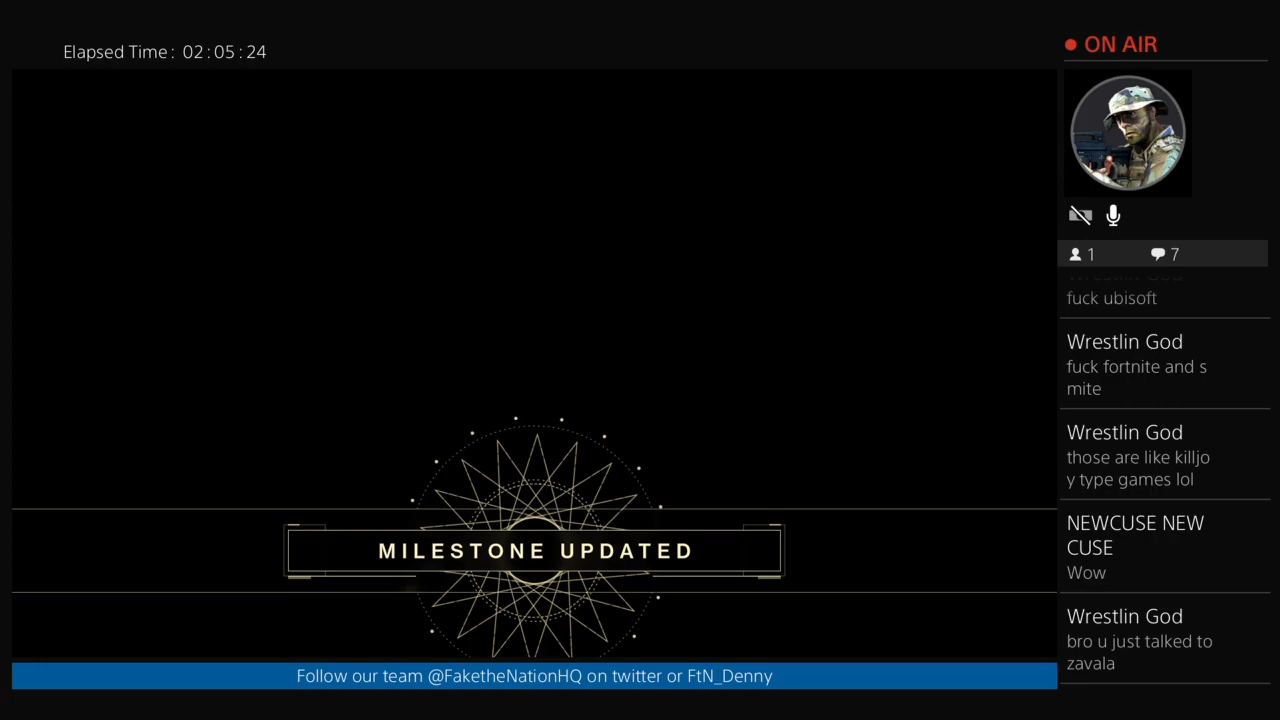 Elapsed Time: 02:05:24
ON AIR
1 7
fuck ubisoft
Wrestlin God
fuck fortnite and s
mite
Wrestlin God
those are like killjo
y type games lol
NEWCUSE NEW
CUSE
Wow
Wrestlin God
bro u just talked to
zavala
MILESTONE UPDATED
Follow our team @FaketheNationHQ on twitter or FtN_Denny